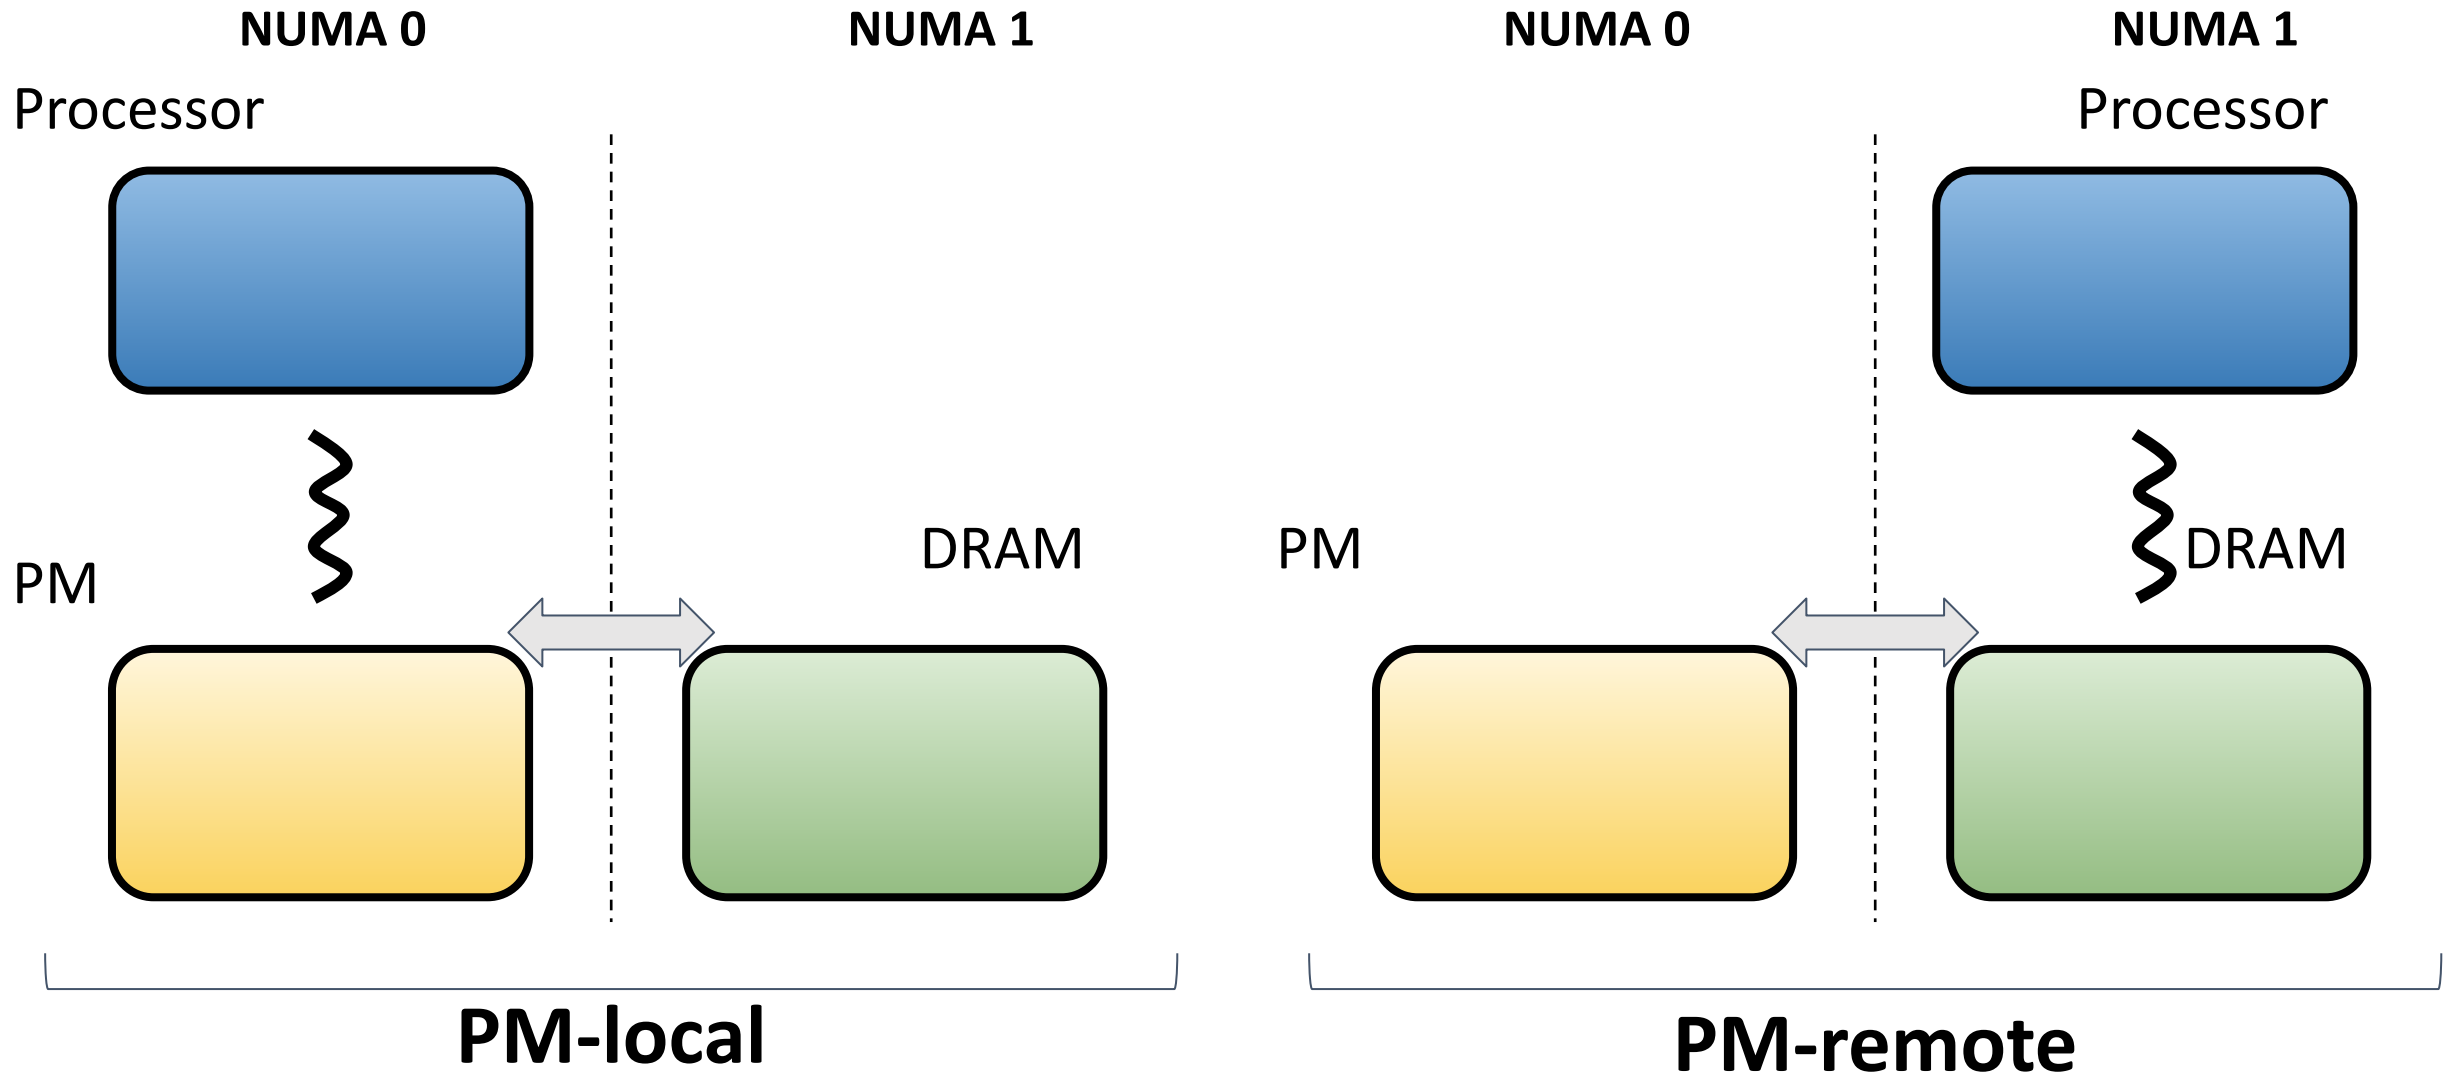 NUMA 0
NUMA 1
Processor
PM
DRAM
PM-local
NUMA 0
NUMA 1
Processor
PM
DRAM
PM-remote